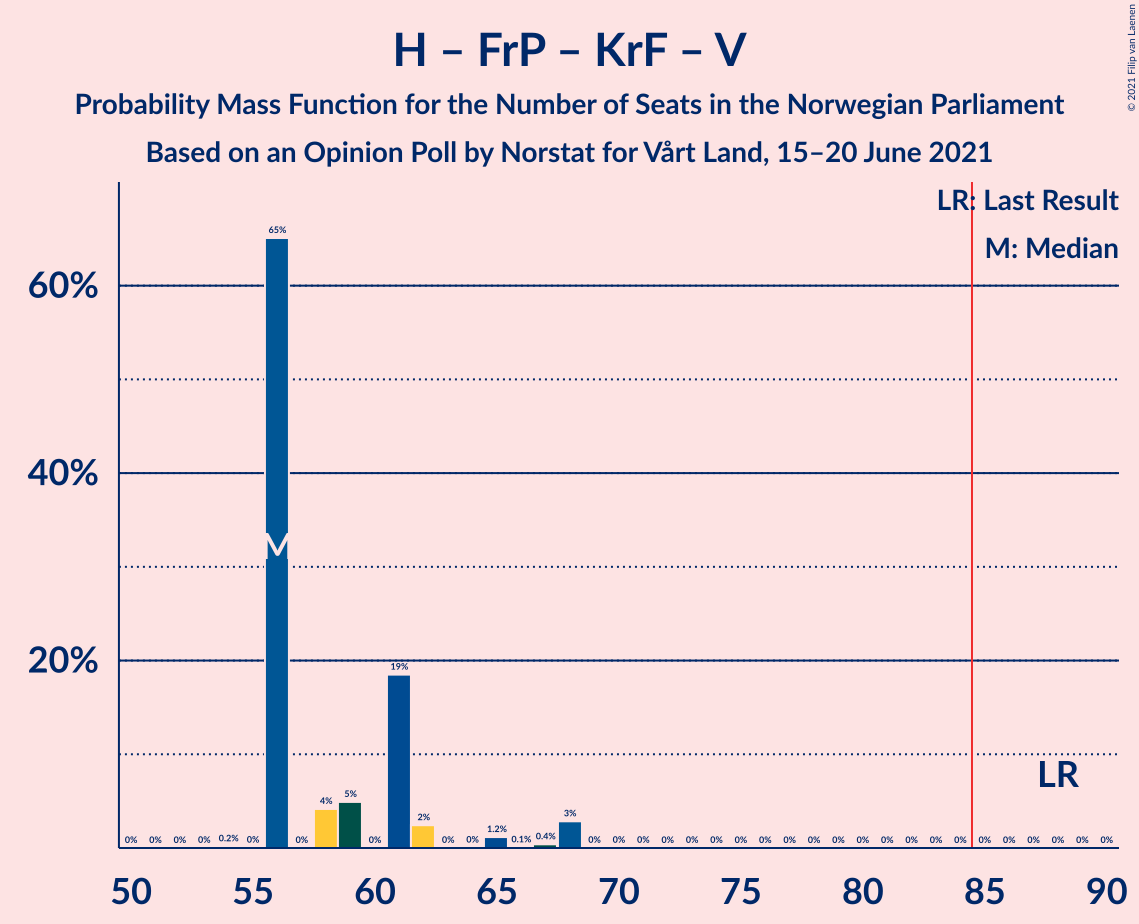 H – FrP – KrF – V
Probability Mass Function for the Number of Seats in the Norwegian Parliament
Based on an Opinion Poll by Norstat for Vårt Land, 15–20 June 2021
© 2021 Filip van Laenen
LR: Last Result
M: Median
60%
40%
20%
65%
M
19%
LR
0% 0% 0% 0% 0.2% 0% 0% 4% 5% 0% 2% 0% 0% 1.2% 0.1% 0.4% 3% 0% 0% 0% 0% 0% 0% 0% 0% 0% 0% 0% 0% 0% 0% 0% 0% 0% 0% 0% 0% 0% 0%
50 55 60 65 70 75 80 85 90